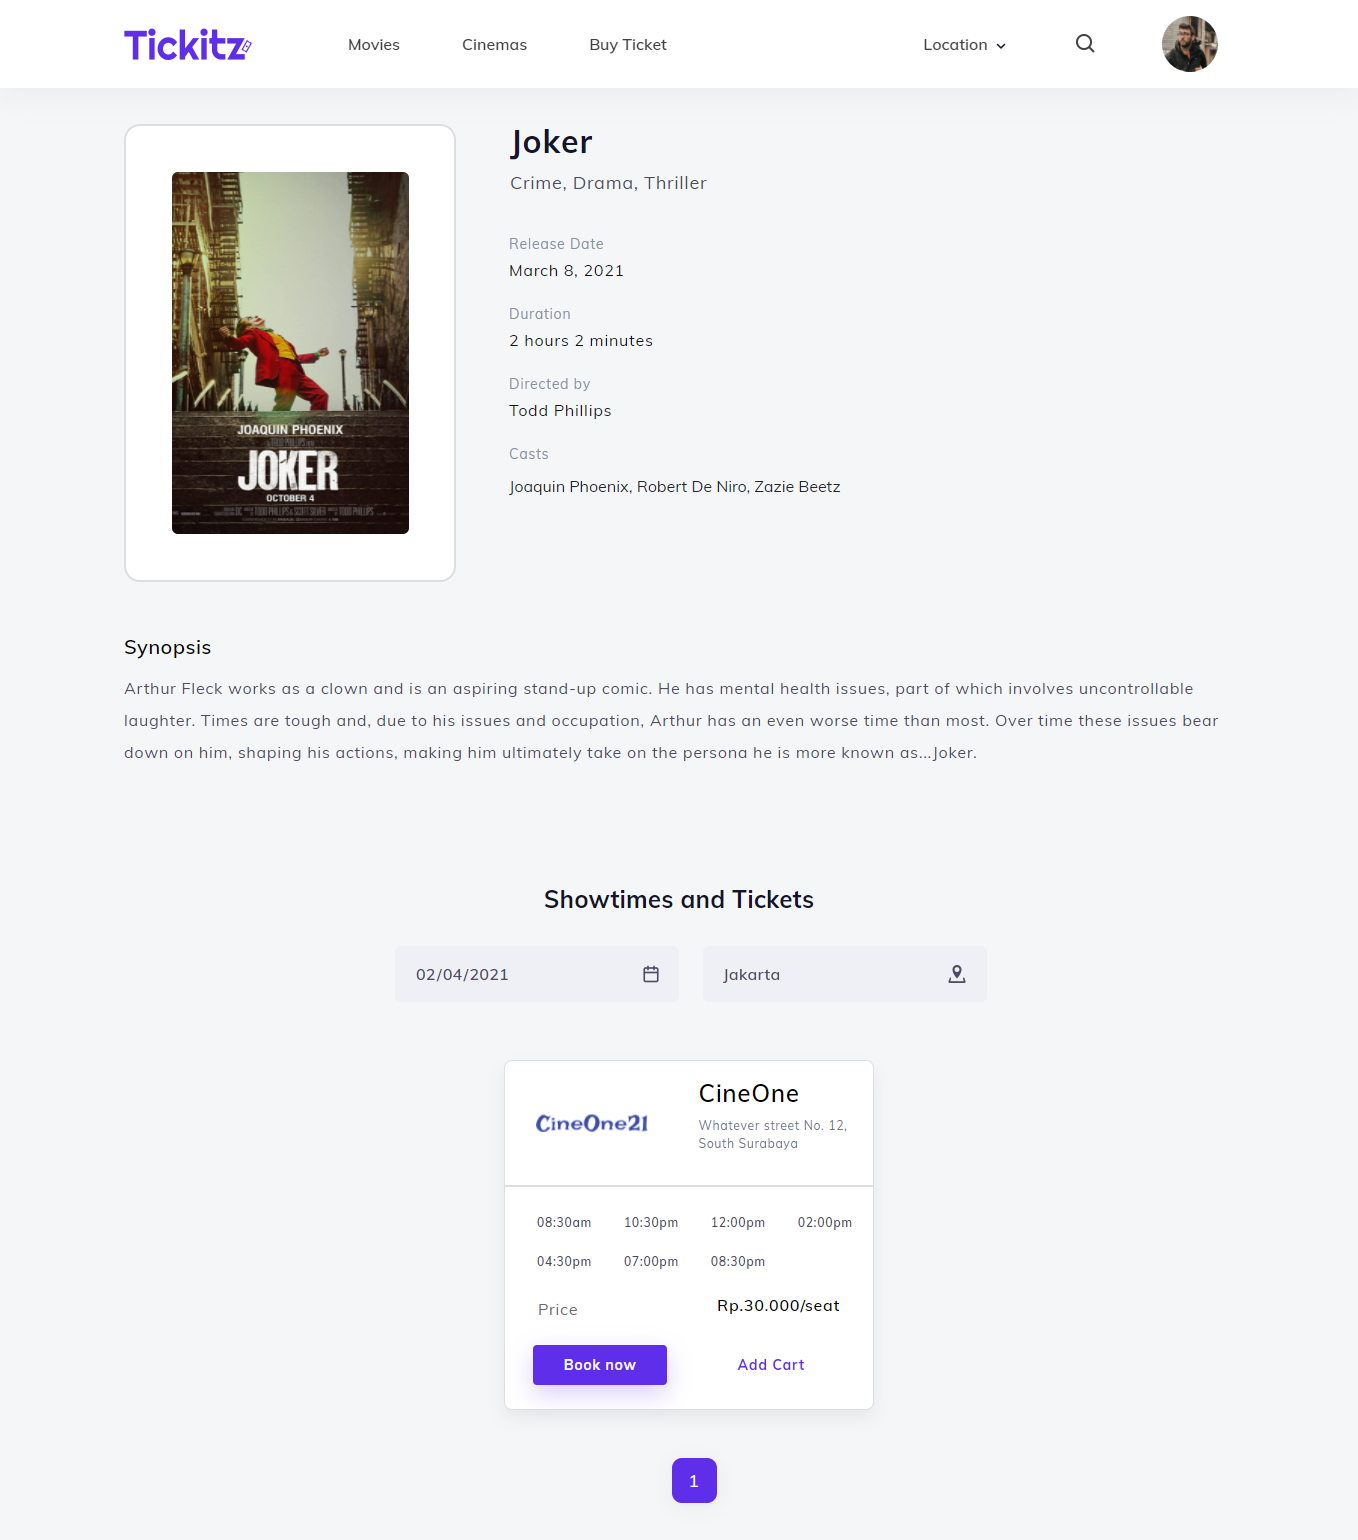 Tickitz
Movies
Cinemas
Buy Ticket
Location
Joker
Crime, Drama, Thriller
Release Date
March 8, 2021
Duration
2 hours 2 minutes
Directed by
Todd Phillips
Casts
Joaquin Phoenix, Robert De Niro, Zazie Beetz
JOAQUIN PHOENIX
JOKER
OCTOBER 4
Synopsis
Arthur Fleck works as a clown and is an aspiring stand-up comic. He has mental health issues, part of which involves uncontrollable
laughter. Times are tough and, due to his issues and occupation, Arthur has an even worse time than most. Over time these issues bear
down on him, shaping his actions, making him ultimately take on the persona he is more known as...Joker.
Showtimes and Tickets
02/04/2021
Jakarta
CineOne21
CineOne
Whatever street No. 12,
South Surabaya
08:30am 10:30pm 12:00pm 02:00pm
04:30pm 07:00pm 08:30pm
Price
Rp.30.000/seat
Book now
Add Cart
1